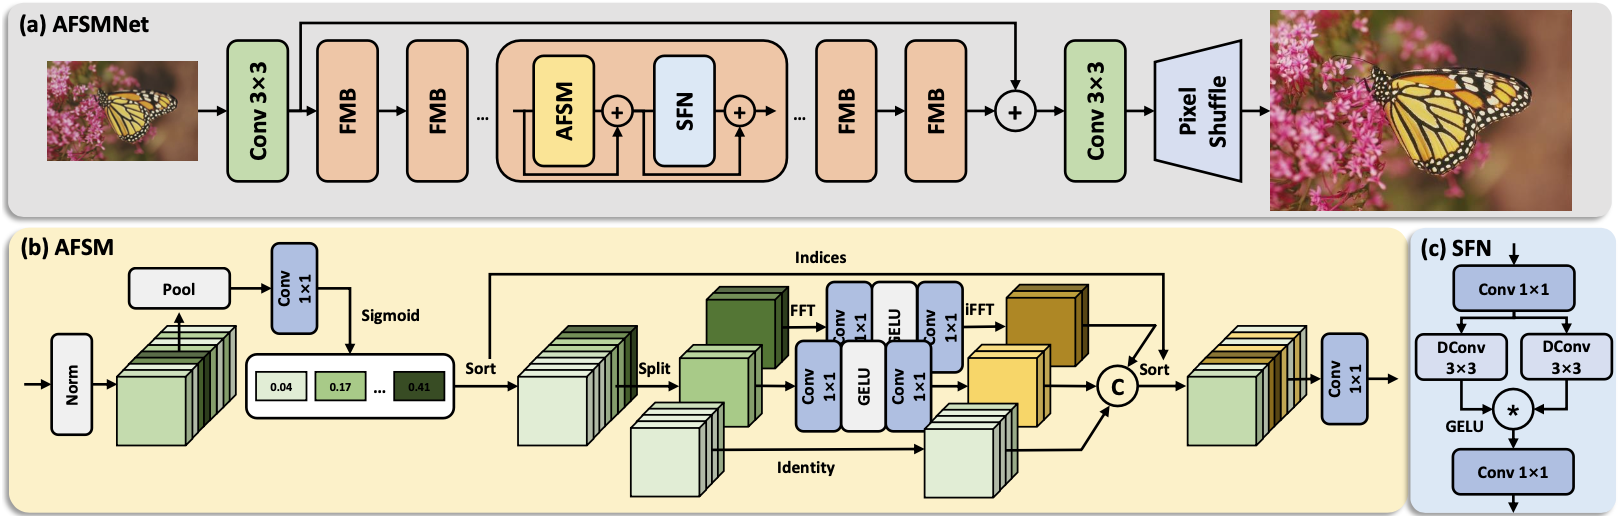 (a) AFSMNet
Conv 3×3
FMB
FMB
...
AFSM
+
SFN
+
...
FMB
FMB
+
Conv 3×3
Pixel
Shuffle
(b) AFSM
Norm
Pool
Conv
1×1
Sigmoid
0.04
0.17
...
0.41
Sort
Indices
Split
FFT
Conv
1×1
GELU
Conv
1×1
iFFT
Conv
1×1
GELU
Conv
1×1
Identity
C
Sort
Conv
1×1
(c) SFN
Conv 1×1
DConv
3×3
DConv
3×3
*
GELU
Conv 1×1